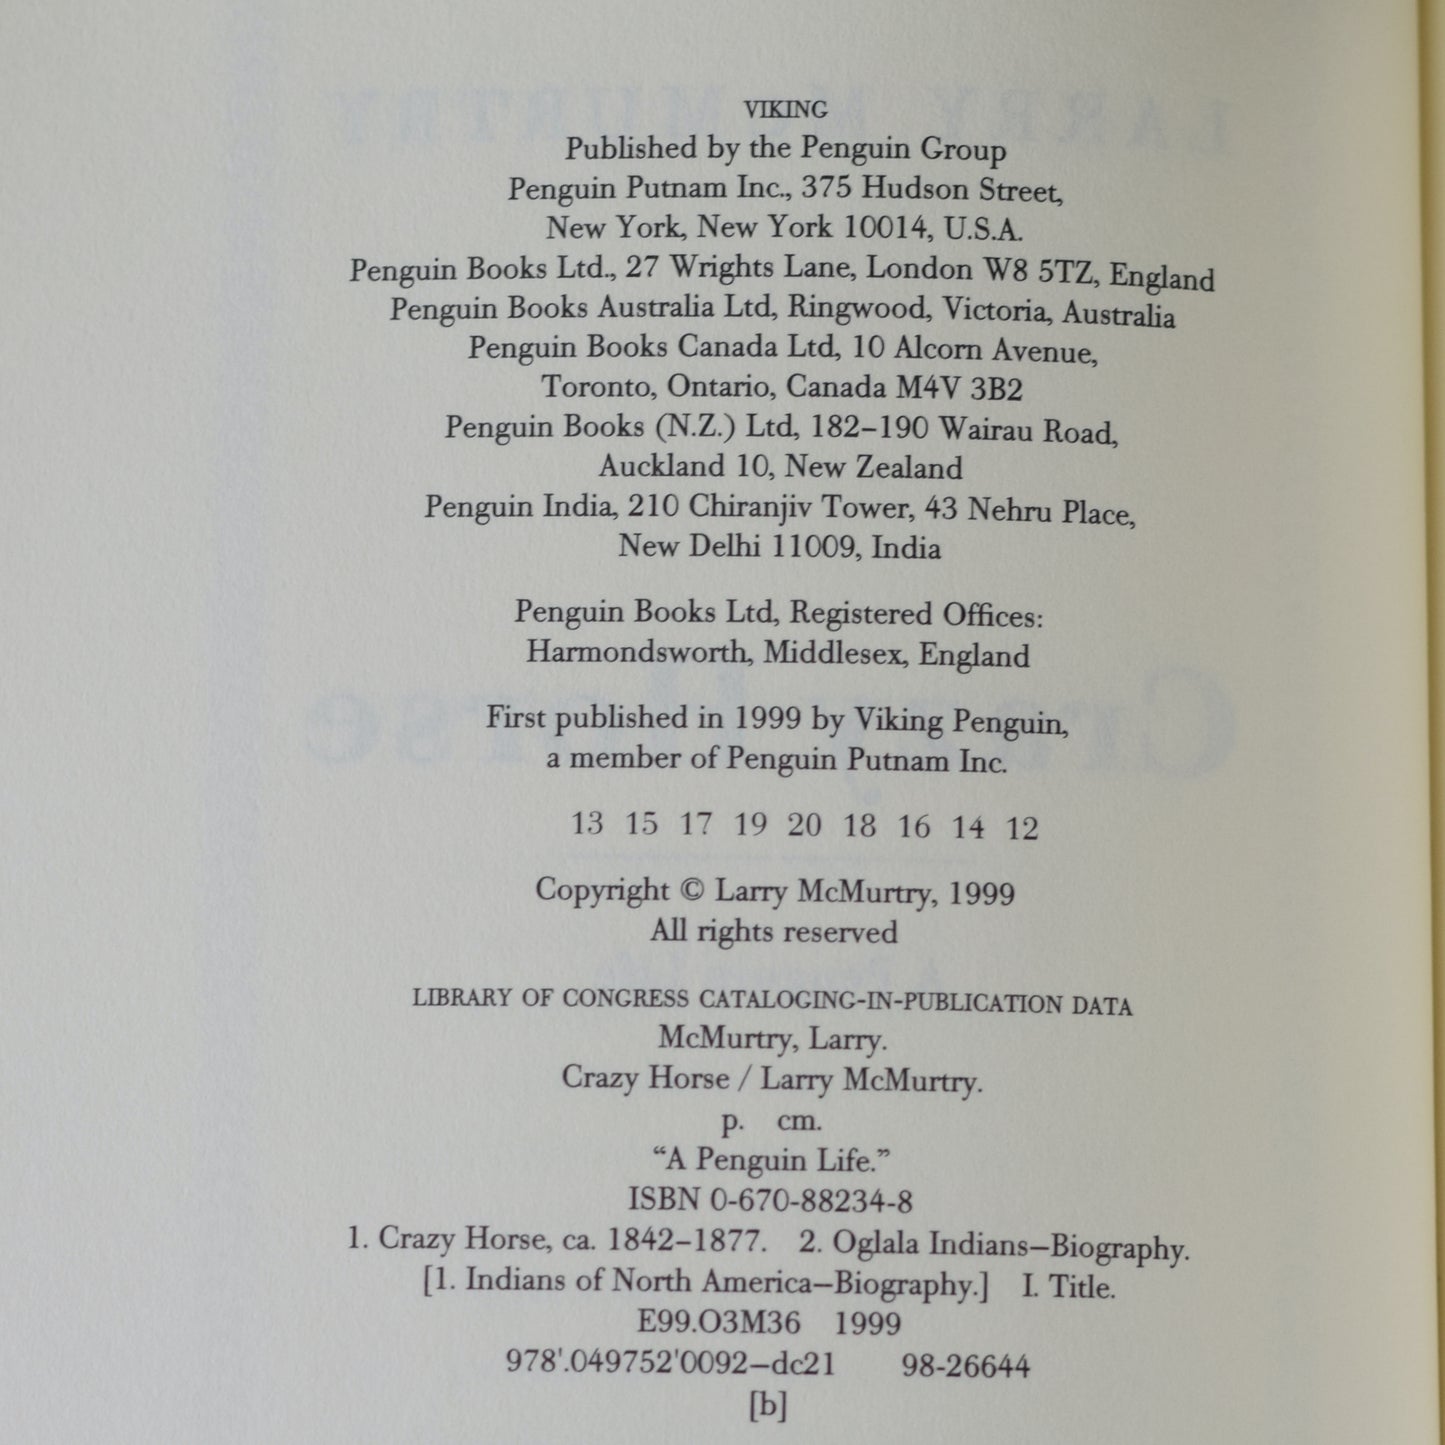 VIKING
Published by the Penguin Group
Penguin Putnam Inc., 375 Hudson Street,
New York, New York 10014, U.S.A.
Penguin Books Ltd., 27 Wrights Lane, London W8 5TZ, England
Penguin Books Australia Ltd, Ringwood, Victoria, Australia
Penguin Books Canada Ltd, 10 Alcorn Avenue,
Toronto, Ontario, Canada M4V 3B2
Penguin Books (N.Z.) Ltd, 182–190 Wairau Road,
Auckland 10, New Zealand
Penguin India, 210 Chiranjiv Tower, 43 Nehru Place,
New Delhi 11009, India
Penguin Books Ltd, Registered Offices:
Harmondsworth, Middlesex, England
First published in 1999 by Viking Penguin,
a member of Penguin Putnam Inc.
13 15 17 19 20 18 16 14 12
Copyright © Larry McMurtry, 1999
All rights reserved
LIBRARY OF CONGRESS CATALOGING-IN-PUBLICATION DATA
McMurtry, Larry.
Crazy Horse / Larry McMurtry.
p. cm.
“A Penguin Life.”
ISBN 0-670-88234-8
1. Crazy Horse, ca. 1842–1877. 2. Oglala Indians—Biography.
[1. Indians of North America—Biography.] I. Title.
E99.O3M36 1999
978'.049752'0092—dc21 98-26644
[b]